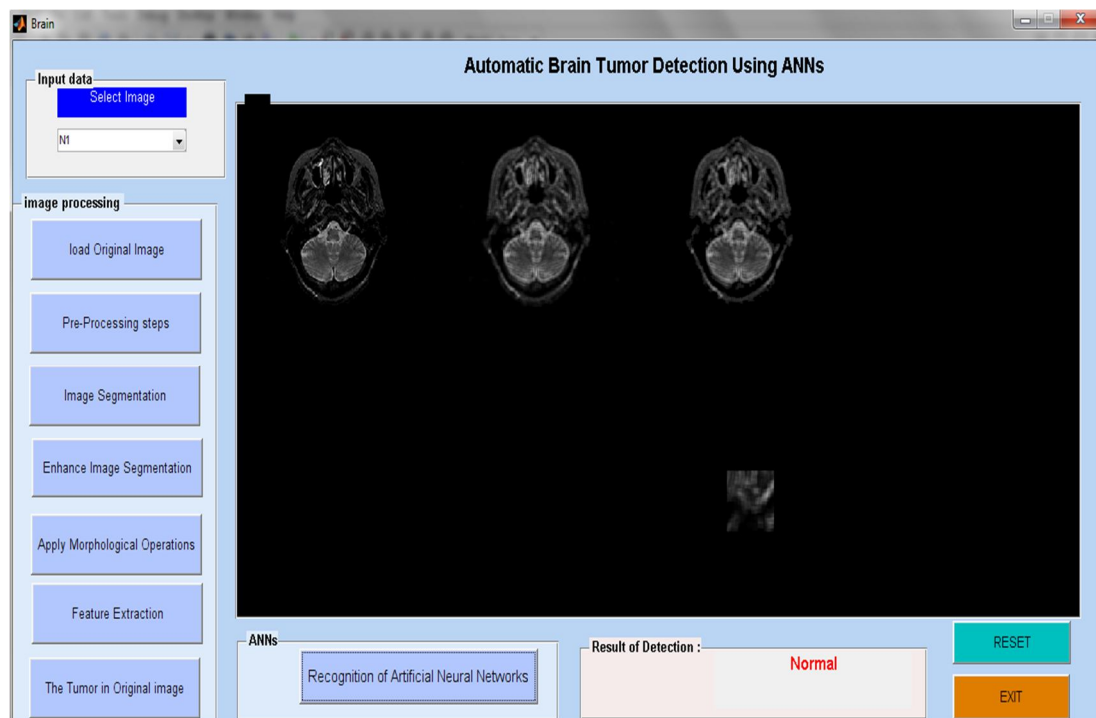 Brain
Automatic Brain Tumor Detection Using ANNs
Input data
Select Image
N1
image processing
load Original Image
Pre-Processing steps
Image Segmentation
Enhance Image Segmentation
Apply Morphological Operations
Feature Extraction
The Tumor in Original image
ANNs
Recognition of Artificial Neural Networks
Result of Detection :
Normal
RESET
EXIT